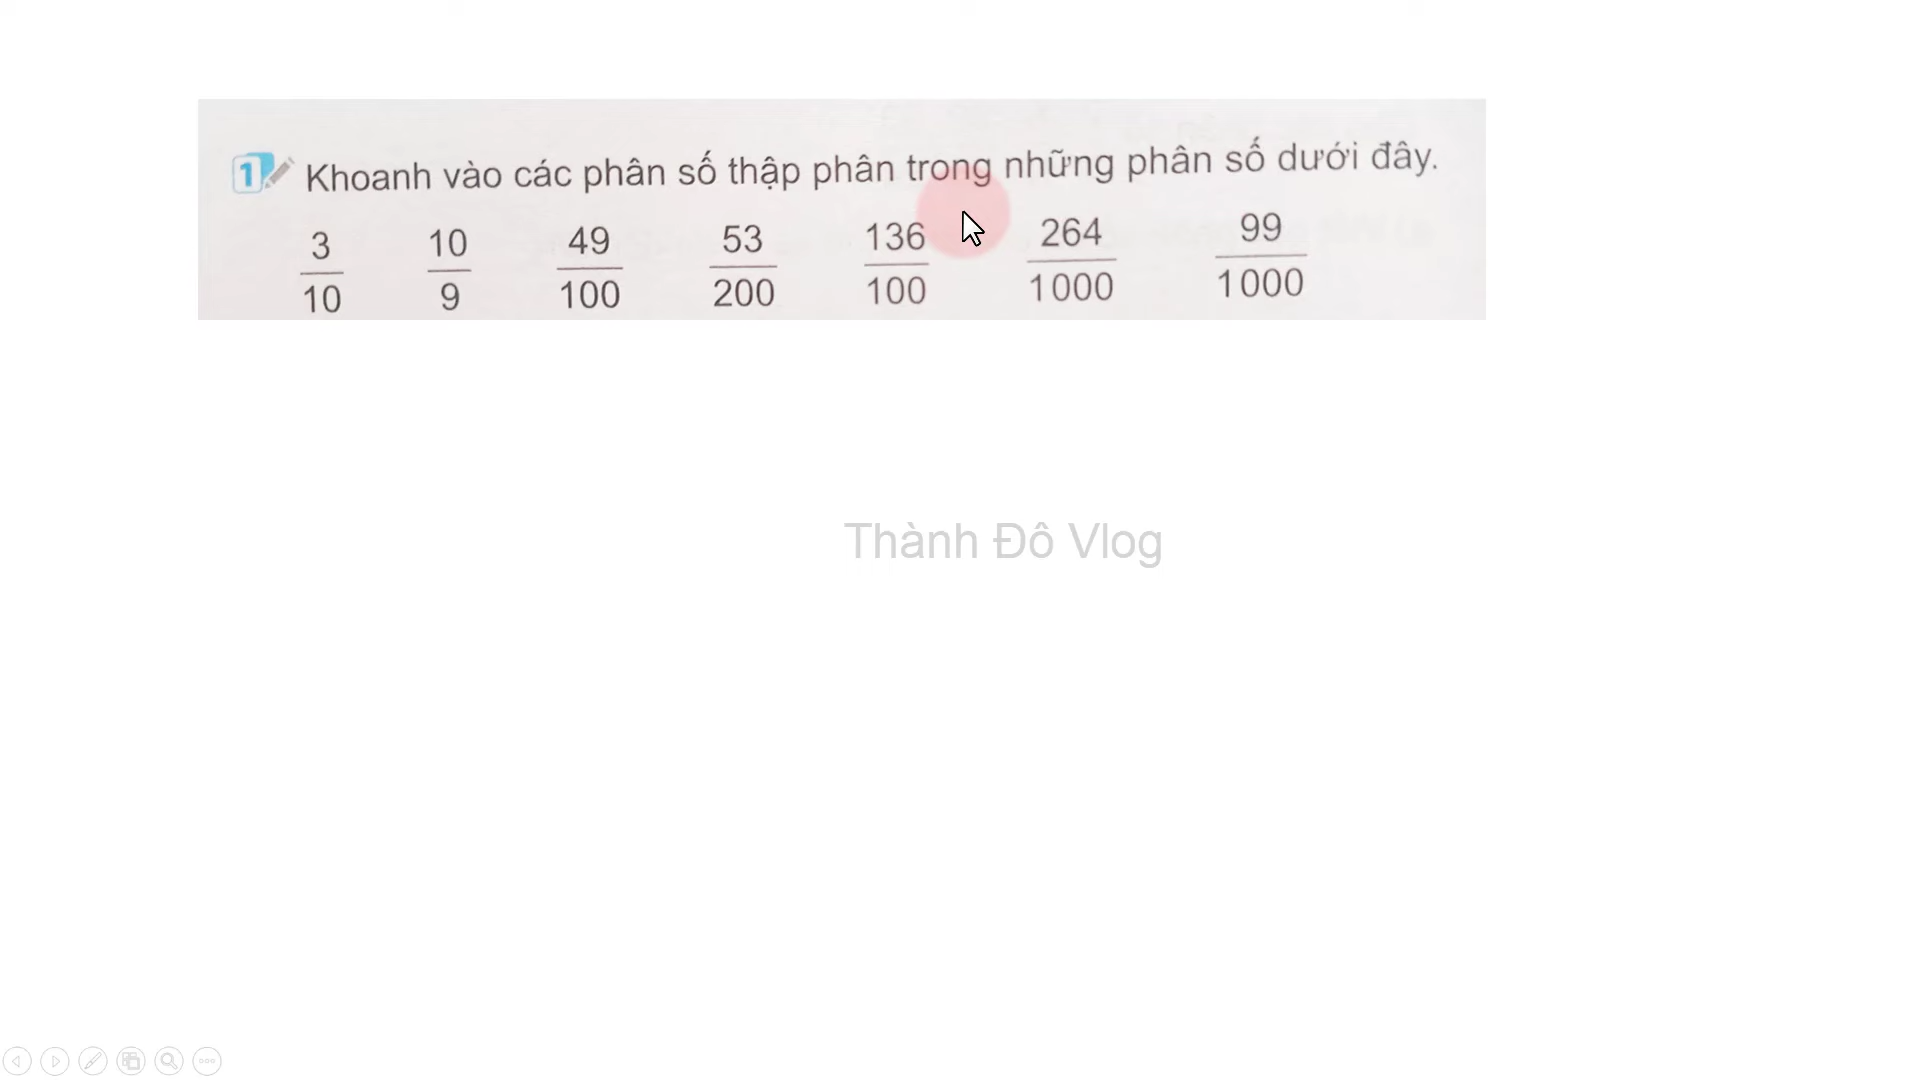 1 Khoanh vào các phân số thập phân trong những phân số dưới đây.
3/10 10/9 49/100 53/200 136/100 264/1000 99/1000
Thành Đô Vlog